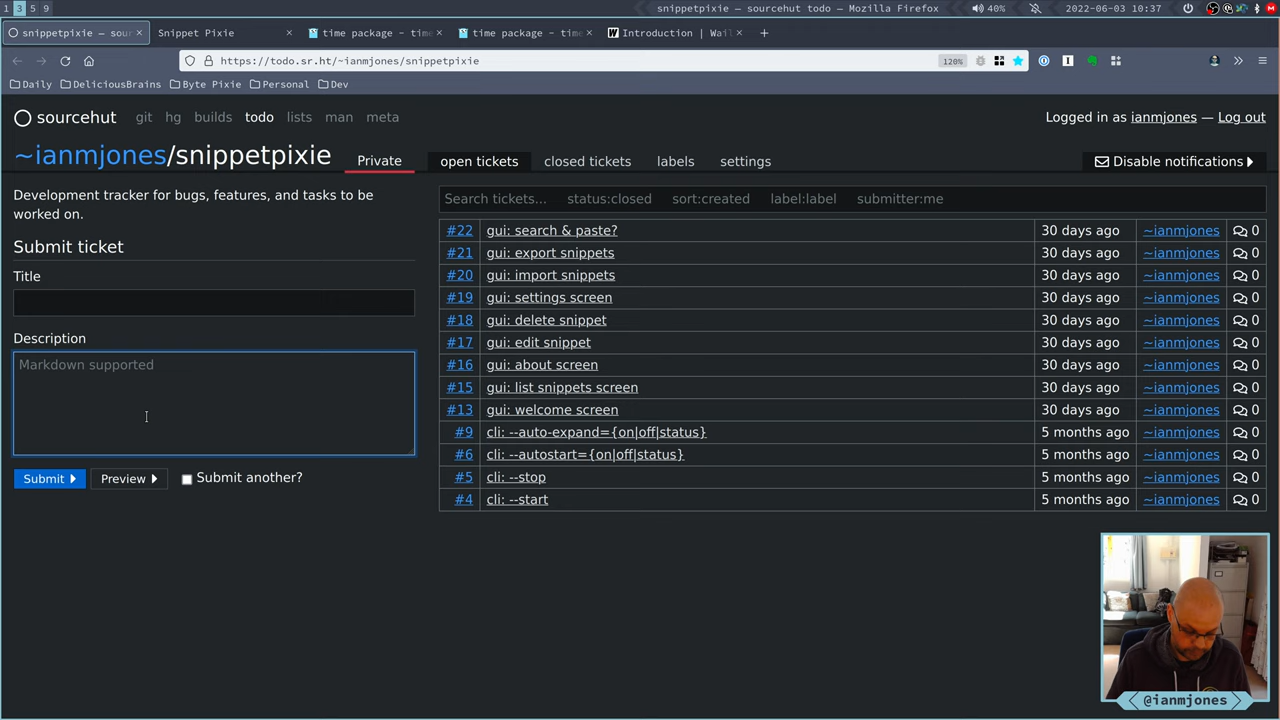 1 3 5 9
snippetpixie — sourcehut todo — Mozilla Firefox
40%
2022-06-03 10:37
snippetpixie — sour
Snippet Pixie
time package - time
time package - time
Introduction | Wail
https://todo.sr.ht/~ianmjones/snippetpixie
120%
Daily
DeliciousBrains
Byte Pixie
Personal
Dev
sourcehut
git
hg
builds
todo
lists
man
meta
Logged in as ianmjones — Log out
~ianmjones/snippetpixie
Private
open tickets
closed tickets
labels
settings
Disable notifications
Development tracker for bugs, features, and tasks to
be worked on.
Submit ticket
Title
Description
Markdown supported
Submit
Preview
Submit another?
Search tickets...
status:closed
sort:created
label:label
submitter:me
#22 gui: search & paste? 30 days ago ~ianmjones 0
#21 gui: export snippets 30 days ago ~ianmjones 0
#20 gui: import snippets 30 days ago ~ianmjones 0
#19 gui: settings screen 30 days ago ~ianmjones 0
#18 gui: delete snippet 30 days ago ~ianmjones 0
#17 gui: edit snippet 30 days ago ~ianmjones 0
#16 gui: about screen 30 days ago ~ianmjones 0
#15 gui: list snippets screen 30 days ago ~ianmjones 0
#13 gui: welcome screen 30 days ago ~ianmjones 0
#9 cli: --auto-expand={on|off|status} 5 months ago ~ianmjones 0
#6 cli: --autostart={on|off|status} 5 months ago ~ianmjones 0
#5 cli: --stop 5 months ago ~ianmjones 0
#4 cli: --start 5 months ago ~ianmjones 0
@ianmjones